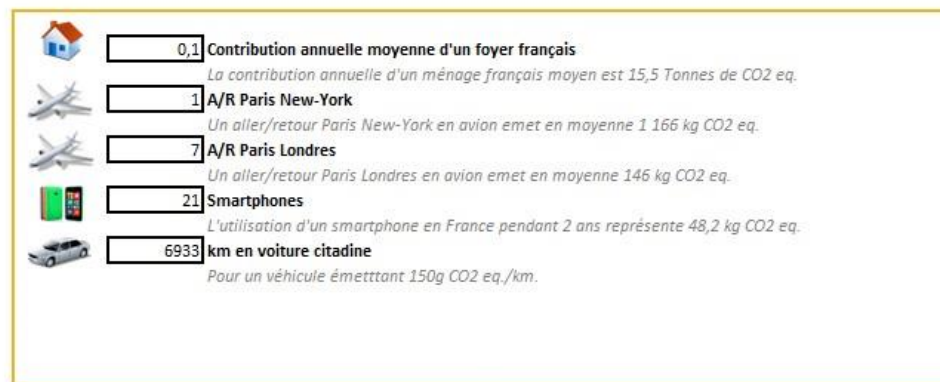 0,1 Contribution annuelle moyenne d'un foyer français
La contribution annuelle d'un ménage français moyen est 15,5 Tonnes de CO2 eq.
1 A/R Paris New-York
Un aller/retour Paris New-York en avion emet en moyenne 1 166 kg CO2 eq.
7 A/R Paris Londres
Un aller/retour Paris Londres en avion emet en moyenne 146 kg CO2 eq.
21 Smartphones
L'utilisation d'un smartphone en France pendant 2 ans représente 48,2 kg CO2 eq.
6933 km en voiture citadine
Pour un véhicule émetttant 150g CO2 eq./km.